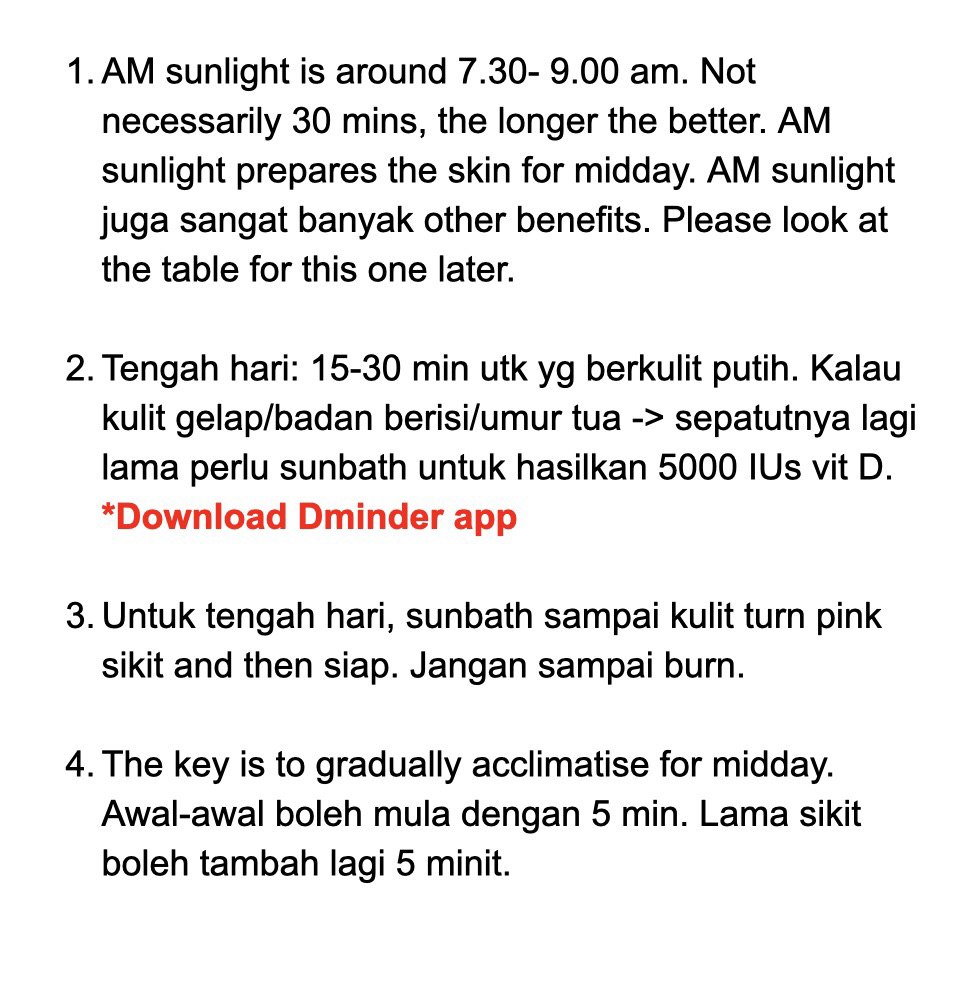 1. AM sunlight is around 7.30- 9.00 am. Not
necessarily 30 mins, the longer the better. AM
sunlight prepares the skin for midday. AM sunlight
juga sangat banyak other benefits. Please look at
the table for this one later.
2. Tengah hari: 15-30 min utk yg berkulit putih. Kalau
kulit gelap/badan berisi/umur tua -> sepatutnya lagi
lama perlu sunbath untuk hasilkan 5000 IUs vit D.
*Download Dminder app
3. Untuk tengah hari, sunbath sampai kulit turn pink
sikit and then siap. Jangan sampai burn.
4. The key is to gradually acclimatise for midday.
Awal-awal boleh mula dengan 5 min. Lama sikit
boleh tambah lagi 5 minit.